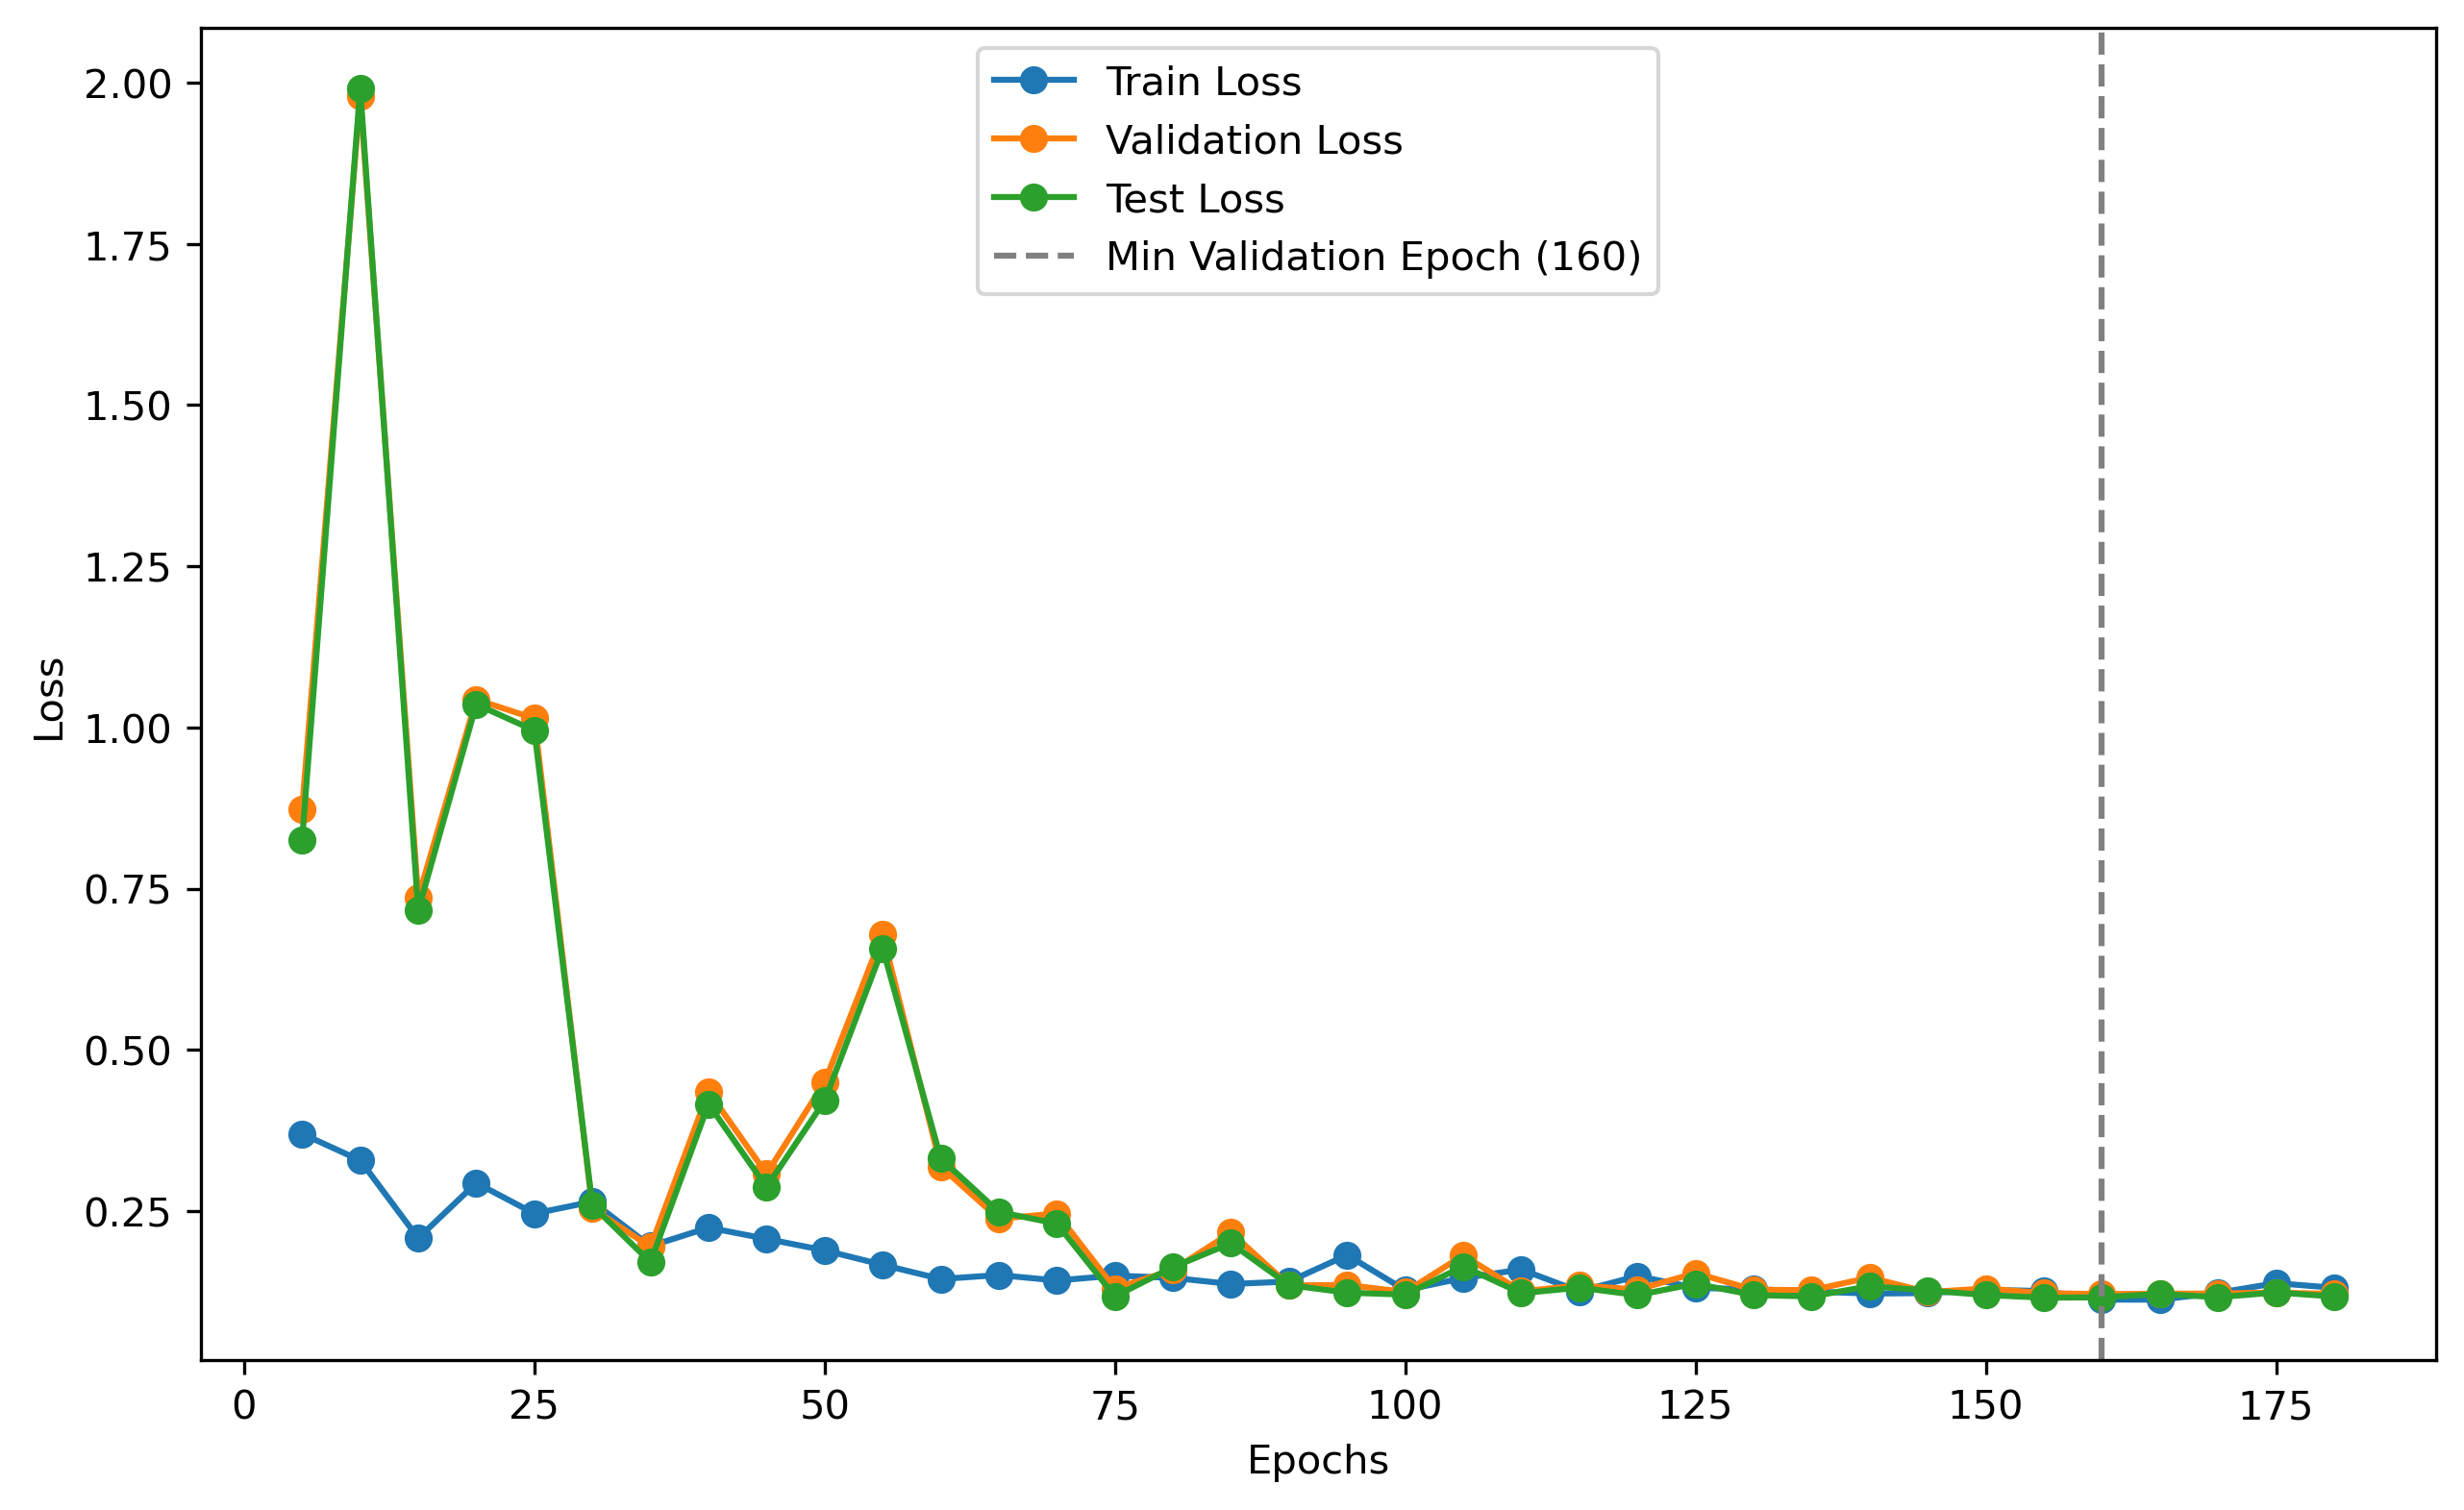 Train Loss
Validation Loss
Test Loss
Min Validation Epoch (160)
2.00
1.75
1.50
1.25
1.00
0.75
0.50
0.25
Loss
0 25 50 75 100 125 150 175
Epochs